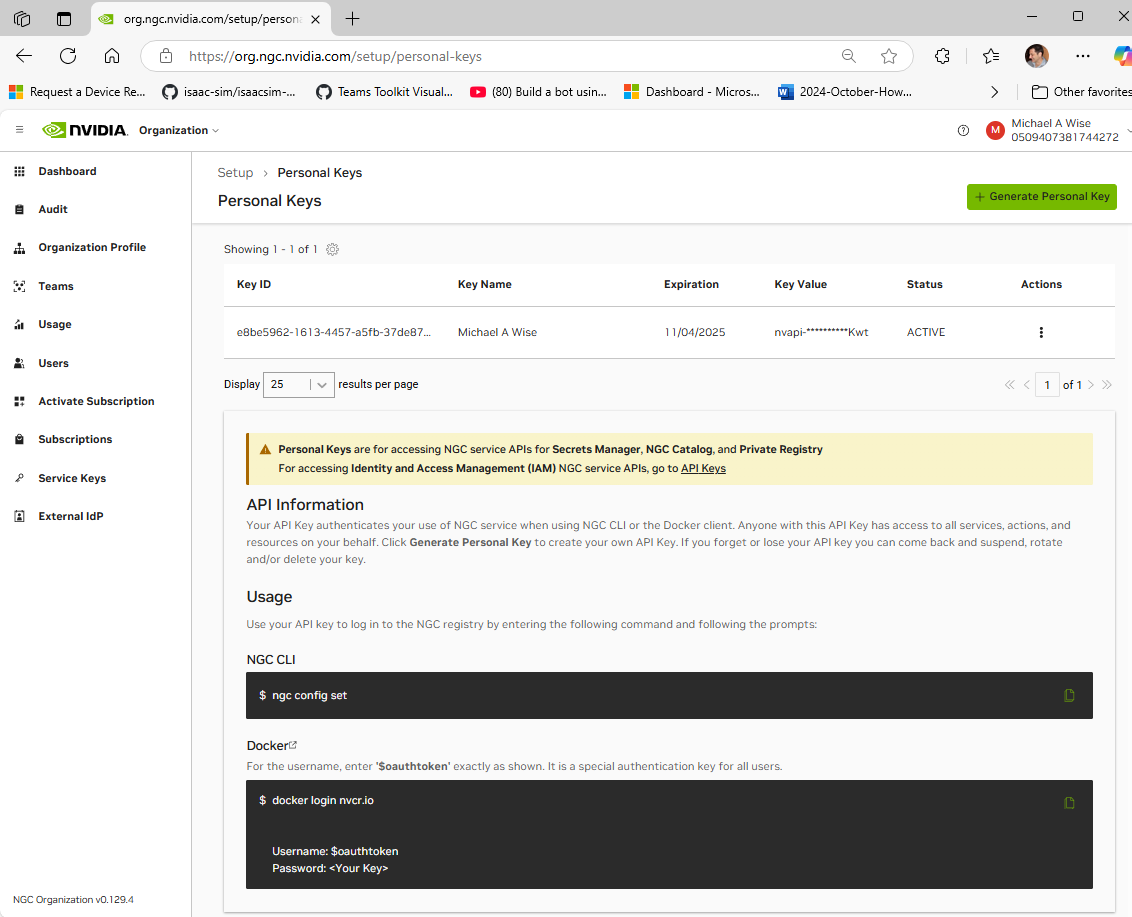 org.ngc.nvidia.com/setup/persona
https://org.ngc.nvidia.com/setup/personal-keys
Request a Device Re...
isaac-sim/isaacsim-...
Teams Toolkit Visual...
(80) Build a bot usin...
Dashboard - Micros...
2024-October-How...
Other favorites
NVIDIA. Organization
M
Michael A Wise
0509407381744272
Dashboard
Audit
Organization Profile
Teams
Usage
Users
Activate Subscription
Subscriptions
Service Keys
External IdP
NGC Organization v0.129.4
Setup > Personal Keys
Personal Keys
+ Generate Personal Key
Showing 1 - 1 of 1
Key ID Key Name Expiration Key Value Status Actions
e8be5962-1613-4457-a5fb-37de87... Michael A Wise 11/04/2025 nvapi-**********Kwt ACTIVE
Display 25 results per page
1 of 1
Personal Keys are for accessing NGC service APIs for Secrets Manager, NGC Catalog, and Private Registry
For accessing Identity and Access Management (IAM) NGC service APIs, go to API Keys
API Information
Your API Key authenticates your use of NGC service when using NGC CLI or the Docker client. Anyone with this API Key has access to all services, actions, and
resources on your behalf. Click Generate Personal Key to create your own API Key. If you forget or lose your API key you can come back and suspend, rotate
and/or delete your key.
Usage
Use your API key to log in to the NGC registry by entering the following command and following the prompts:
NGC CLI
$ ngc config set
Docker
For the username, enter '$oauthtoken' exactly as shown. It is a special authentication key for all users.
$ docker login nvcr.io
Username: $oauthtoken
Password: <Your Key>